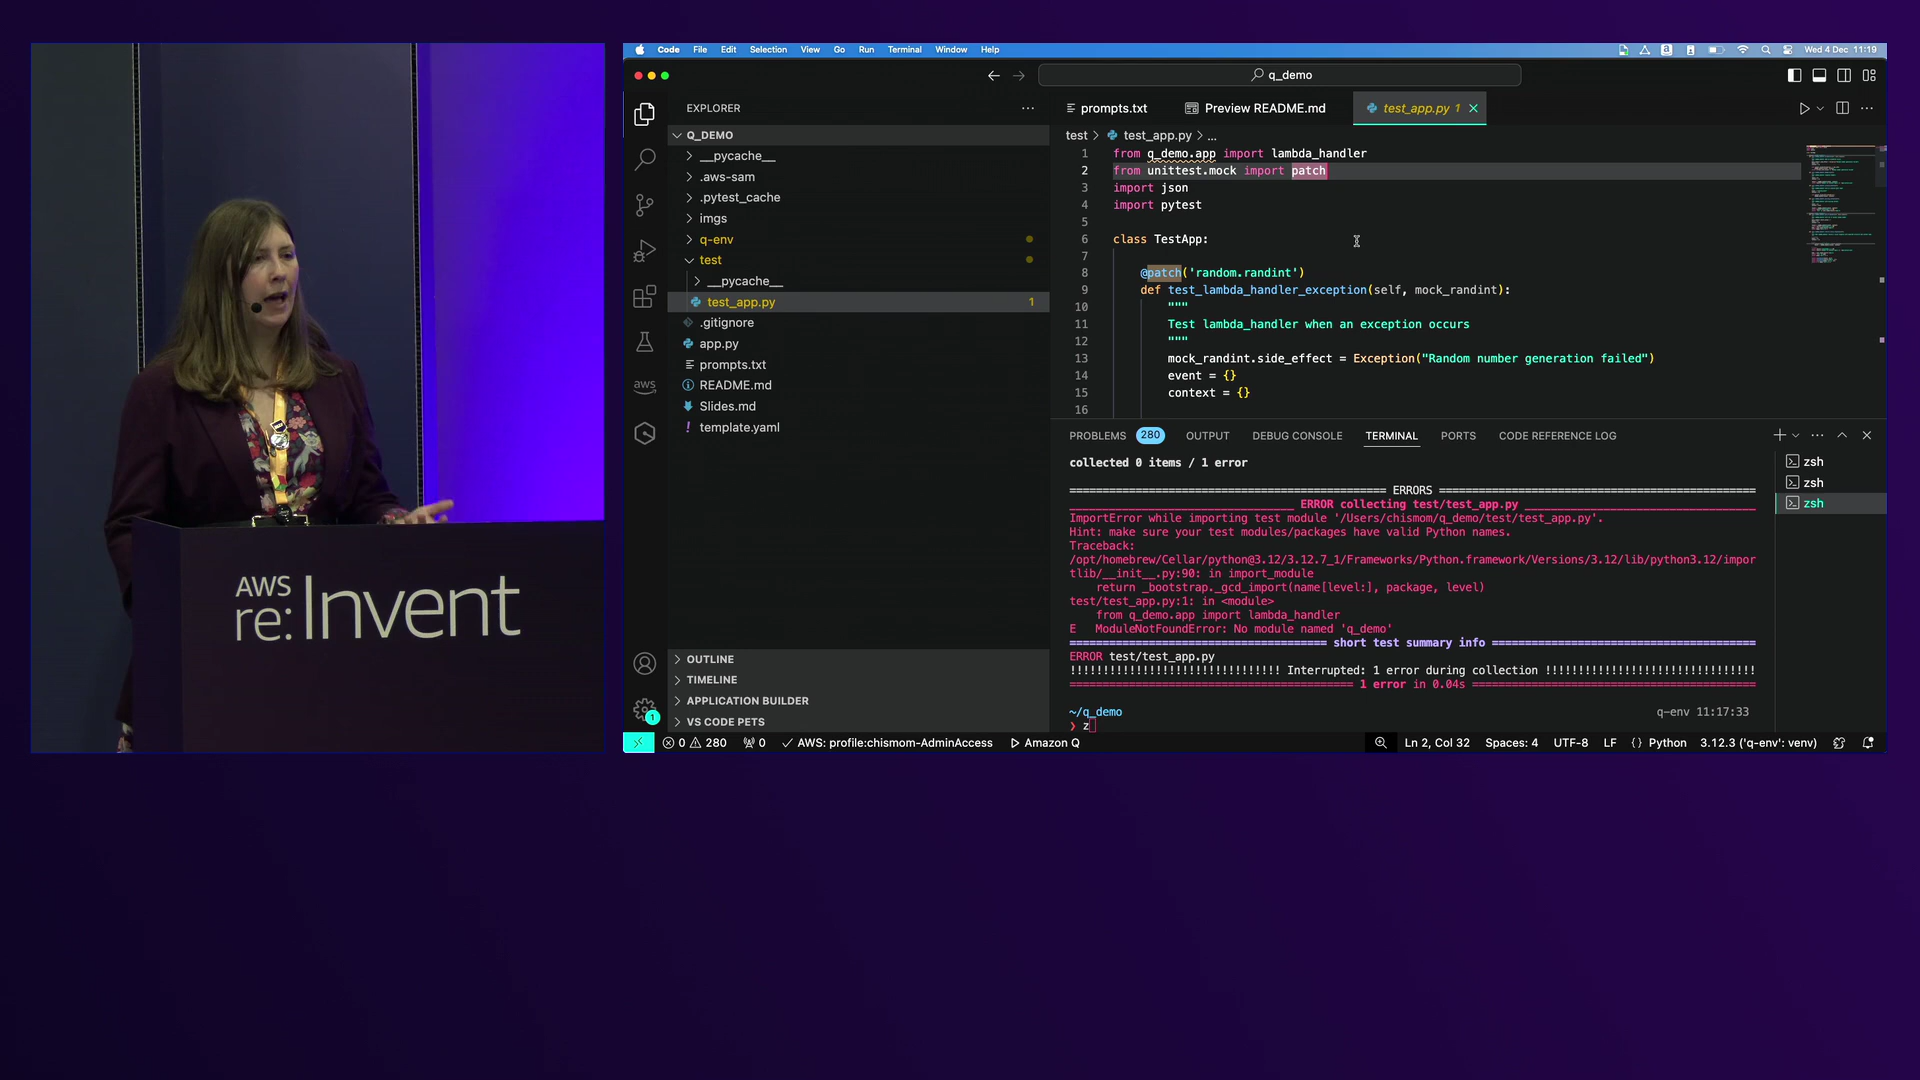 AWS
re:Invent
Code File Edit Selection View Go Run Terminal Window Help
Wed 4 Dec 11:19
q_demo
EXPLORER
Q_DEMO
__pycache__
.aws-sam
.pytest_cache
imgs
q-env
test
__pycache__
test_app.py 1
.gitignore
app.py
prompts.txt
README.md
Slides.md
template.yaml
OUTLINE
TIMELINE
APPLICATION BUILDER
VS CODE PETS
aws
1
prompts.txt Preview README.md test_app.py 1
test > test_app.py > ...
1 from q_demo.app import lambda_handler
2 from unittest.mock import patch
3 import json
4 import pytest
5
6 class TestApp:
7
8 @patch('random.randint')
9 def test_lambda_handler_exception(self, mock_randint):
10 """
11 Test lambda_handler when an exception occurs
12 """
13 mock_randint.side_effect = Exception("Random number generation failed")
14 event = {}
15 context = {}
16
PROBLEMS 280 OUTPUT DEBUG CONSOLE TERMINAL PORTS CODE REFERENCE LOG
zsh
zsh
zsh
collected 0 items / 1 error
ERRORS
ERROR collecting test/test_app.py
ImportError while importing test module '/Users/chismom/q_demo/test/test_app.py'.
Hint: make sure your test modules/packages have valid Python names.
Traceback:
/opt/homebrew/Cellar/python@3.12/3.12.7_1/Frameworks/Python.framework/Versions/3.12/lib/python3.12/impor
tlib/__init__.py:90: in import_module
return _bootstrap._gcd_import(name[level:], package, level)
test/test_app.py:1: in <module>
from q_demo.app import lambda_handler
E ModuleNotFoundError: No module named 'q_demo'
short test summary info
ERROR test/test_app.py
!!!!!!!!!!!!!!!!!!!!!!!!!!!!!!! Interrupted: 1 error during collection !!!!!!!!!!!!!!!!!!!!!!!!!!!!!!!
1 error in 0.04s
~/q_demo q-env 11:17:33
❯ z
0 280 0 AWS: profile:chismom-AdminAccess Amazon Q Ln 2, Col 32 Spaces: 4 UTF-8 LF {} Python 3.12.3 ('q-env': venv)